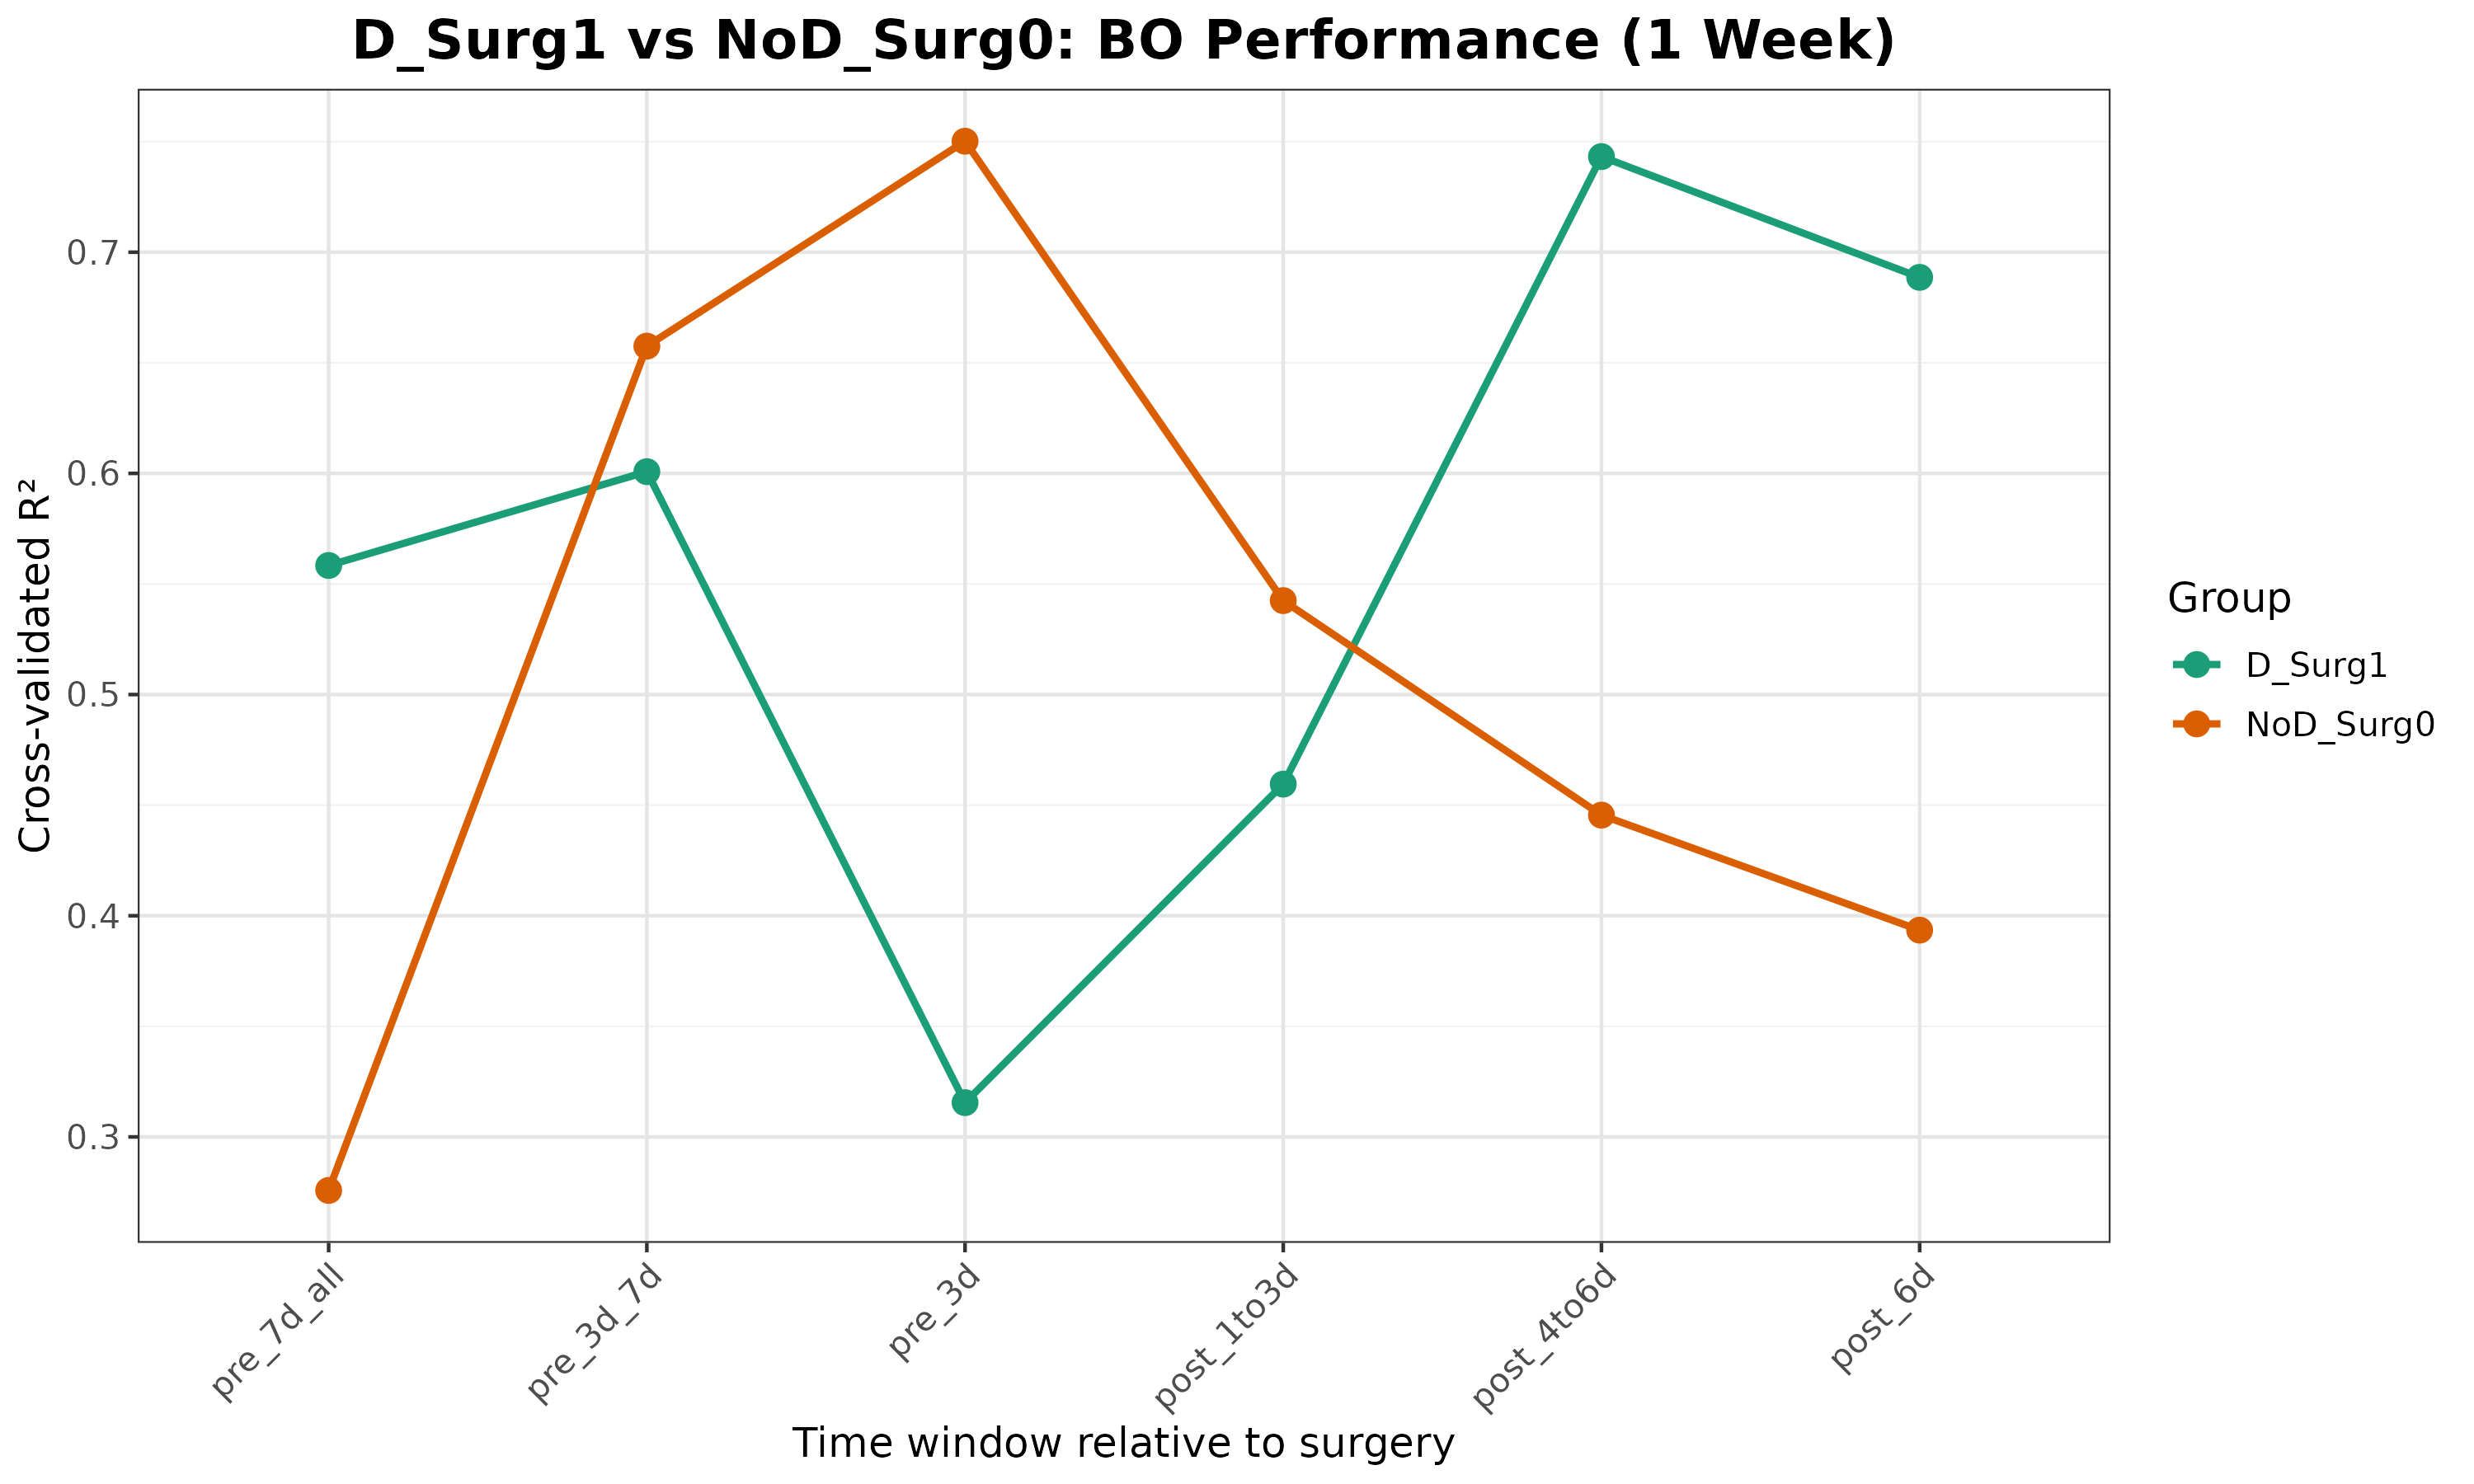 D_Surg1 vs NoD_Surg0: BO Performance (1 Week)
Cross-validated R²
0.7
0.6
0.5
0.4
0.3
pre_7d_all
pre_3d_7d
pre_3d
post_1to3d
post_4to6d
post_6d
Time window relative to surgery
Group
D_Surg1
NoD_Surg0